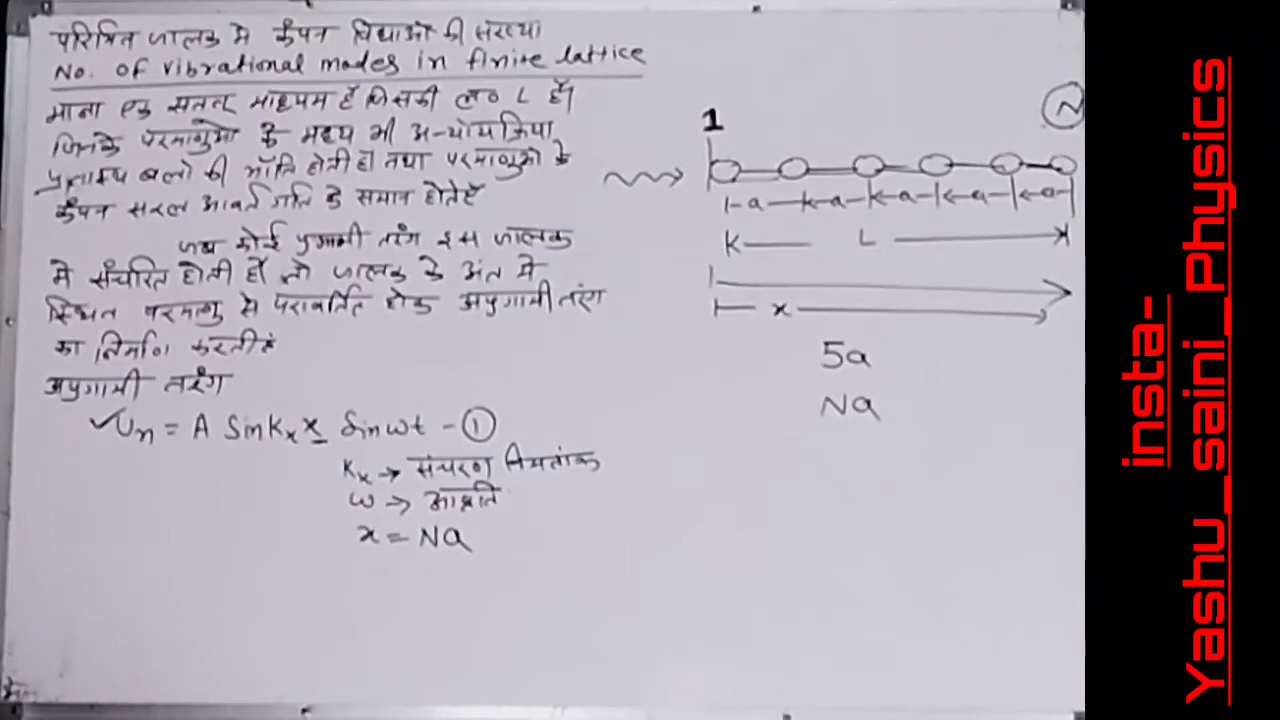 परिमित जालक मे कंपन विधाओ की संख्या
No. of vibrational modes in finite lattice
माना एक सतत् माध्यम है जिसकी ल० L है।
जिनके परमाणुओ के मध्य भी अन्योय क्रिया
प्रत्यास्थ बलो की भाँति होती है। तथा परमाणुओ के
कंपन सरल आवर्त गति के समान होते है
जब कोई प्रगामी तरंग इस जालक
मे संचरित होती है। तो जालक के अंत मे
स्थित परमाणु से परावर्तित होक अप्रगामी तरंग
का निर्माण करती है
अप्रगामी तरंग
Un = A Sin Kx x Sin ωt - ①
Kx → संचरण नियतांक
ω → आवृति
x = Na
1
N
a a a a a
L
x
5a
Na
insta-
Yashu_saini_Physics